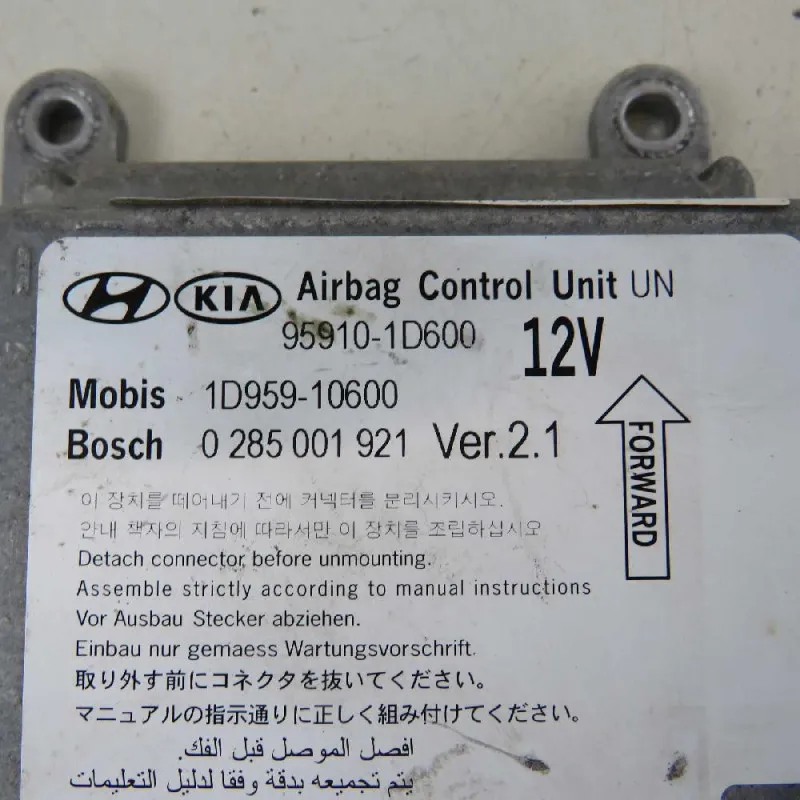 KIA Airbag Control Unit UN
95910-1D600 12V
Mobis 1D959-10600
Bosch 0 285 001 921 Ver.2.1
FORWARD
이 장치를 떼어내기 전에 커넥터를 분리시키시오.
안내 책자의 지침에 따라서만 이 장치를 조립하십시오
Detach connector before unmounting.
Assemble strictly according to manual instructions
Vor Ausbau Stecker abziehen.
Einbau nur gemaess Wartungsvorschrift.
取り外す前にコネクタを抜いてください。
マニュアルの指示通りに正しく組み付けてください。
افصل الموصل قبل الفك.
يتم تجميعه بدقة وفقا لدليل التعليمات